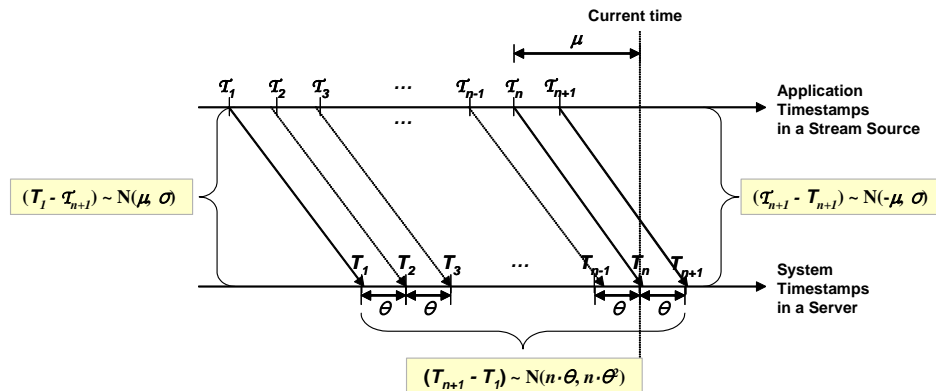 Current time
μ
𝒯1 𝒯2 𝒯3 ... 𝒯n-1 𝒯n 𝒯n+1
...
Application
Timestamps
in a Stream Source
(T1 - 𝒯n+1) ~ N(μ, σ)
(𝒯n+1 - Tn+1) ~ N(-μ, σ)
T1 T2 T3 ... Tn-1 Tn Tn+1
System
Timestamps
in a Server
θ θ θ θ
(Tn+1 - T1) ~ N(n·θ, n·θ²)